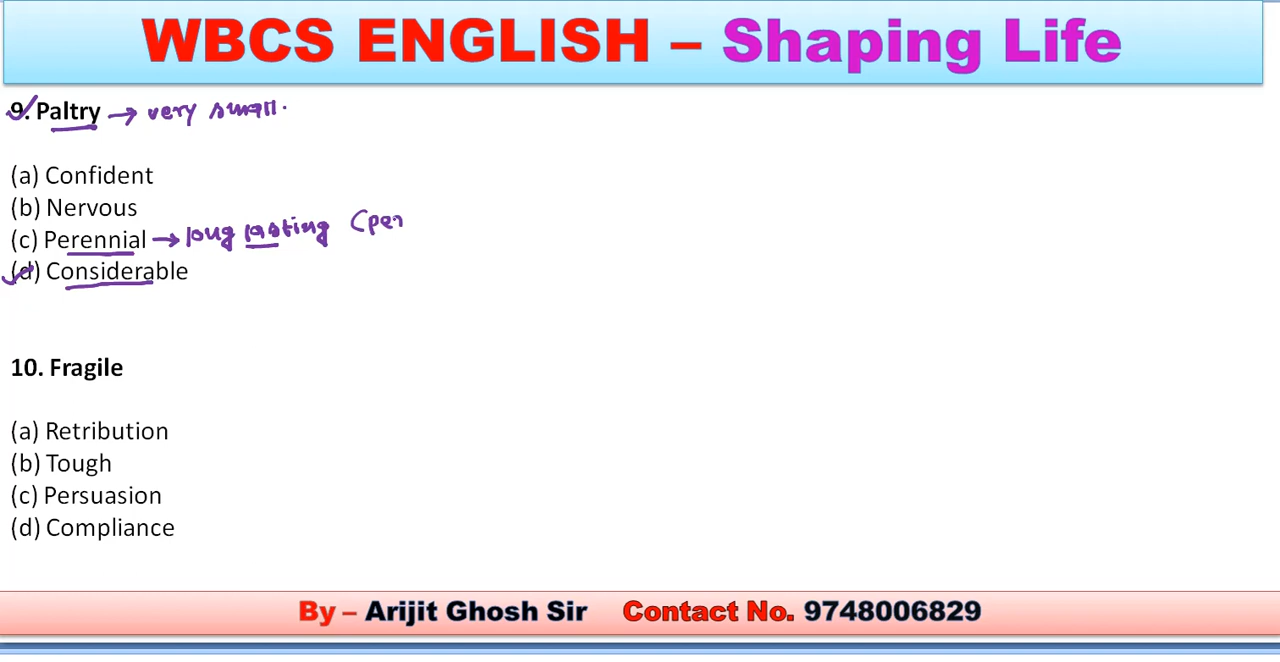 WBCS ENGLISH – Shaping Life
9. Paltry → very small.
(a) Confident
(b) Nervous
(c) Perennial → long lasting (per
(d) Considerable
10. Fragile
(a) Retribution
(b) Tough
(c) Persuasion
(d) Compliance
By – Arijit Ghosh Sir Contact No. 9748006829